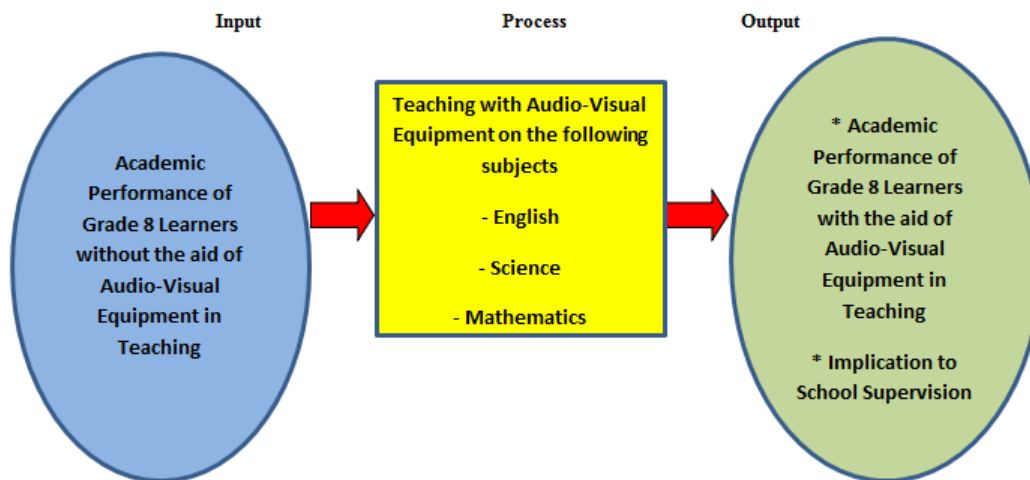 Input Process Output
Academic
Performance of
Grade 8 Learners
without the aid of
Audio-Visual
Equipment in
Teaching
Teaching with Audio-Visual
Equipment on the following
subjects
- English
- Science
- Mathematics
* Academic
Performance of
Grade 8 Learners
with the aid of
Audio-Visual
Equipment in
Teaching
* Implication to
School Supervision